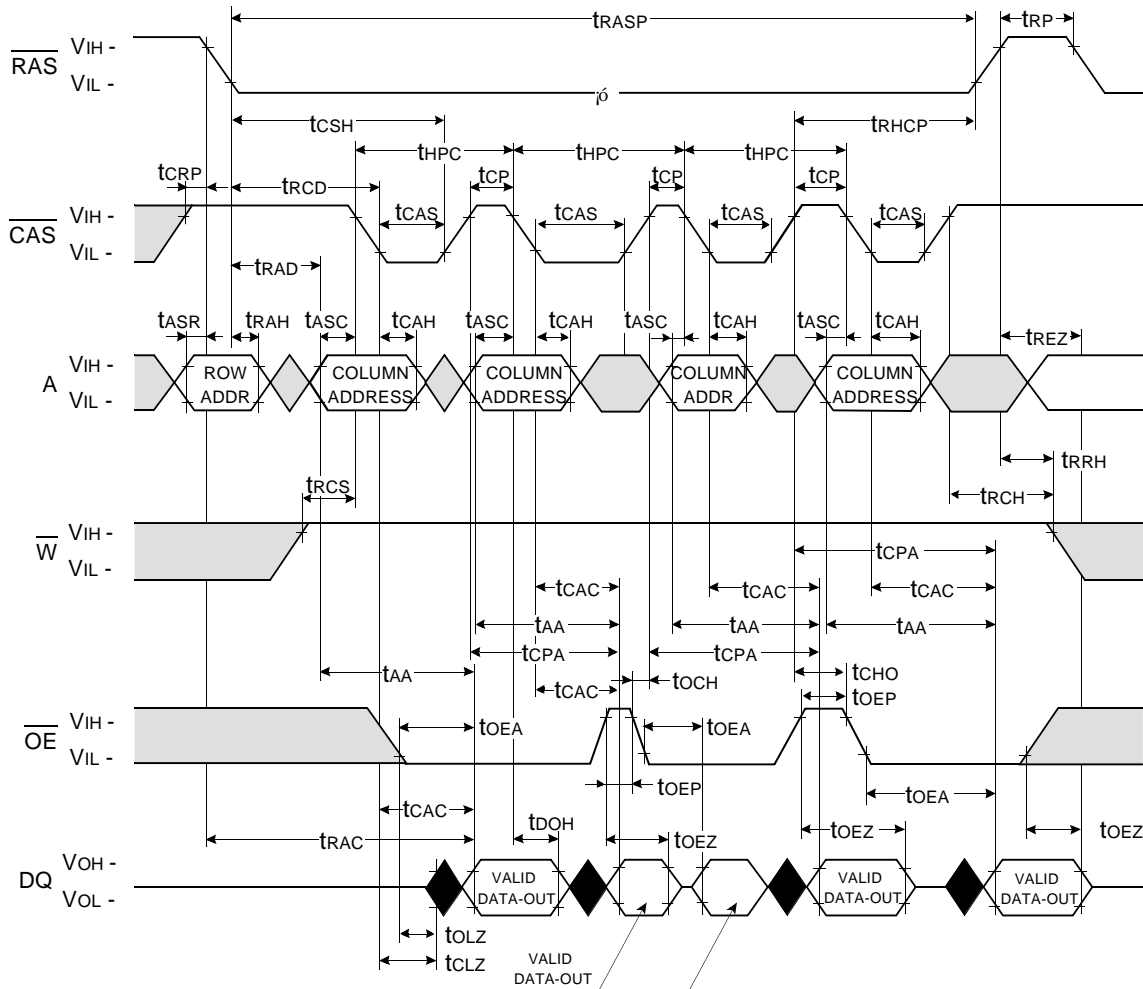 tRASP
tRP
RAS
VIH -
VIL -
¡ó
tCSH
tRHCP
tHPC
tHPC
tHPC
tCRP
tRCD
tCP
tCP
tCP
CAS
VIH -
VIL -
tCAS
tCAS
tCAS
tCAS
tRAD
tASR
tRAH
tASC
tCAH
tASC
tCAH
tASC
tCAH
tASC
tCAH
tREZ
A
VIH -
VIL -
ROW
ADDR
COLUMN
ADDRESS
COLUMN
ADDRESS
COLUMN
ADDR
COLUMN
ADDRESS
tRRH
tRCS
tRCH
W
VIH -
VIL -
tCPA
tCAC
tCAC
tCAC
tAA
tAA
tAA
tCPA
tCPA
tAA
tCHO
tCAC
tOCH
tOEP
OE
VIH -
VIL -
tOEA
tOEA
tOEP
tOEA
tCAC
tDOH
tRAC
tOEZ
tOEZ
tOEZ
DQ
VOH -
VOL -
VALID
DATA-OUT
VALID
DATA-OUT
VALID
DATA-OUT
tOLZ
tCLZ
VALID
DATA-OUT